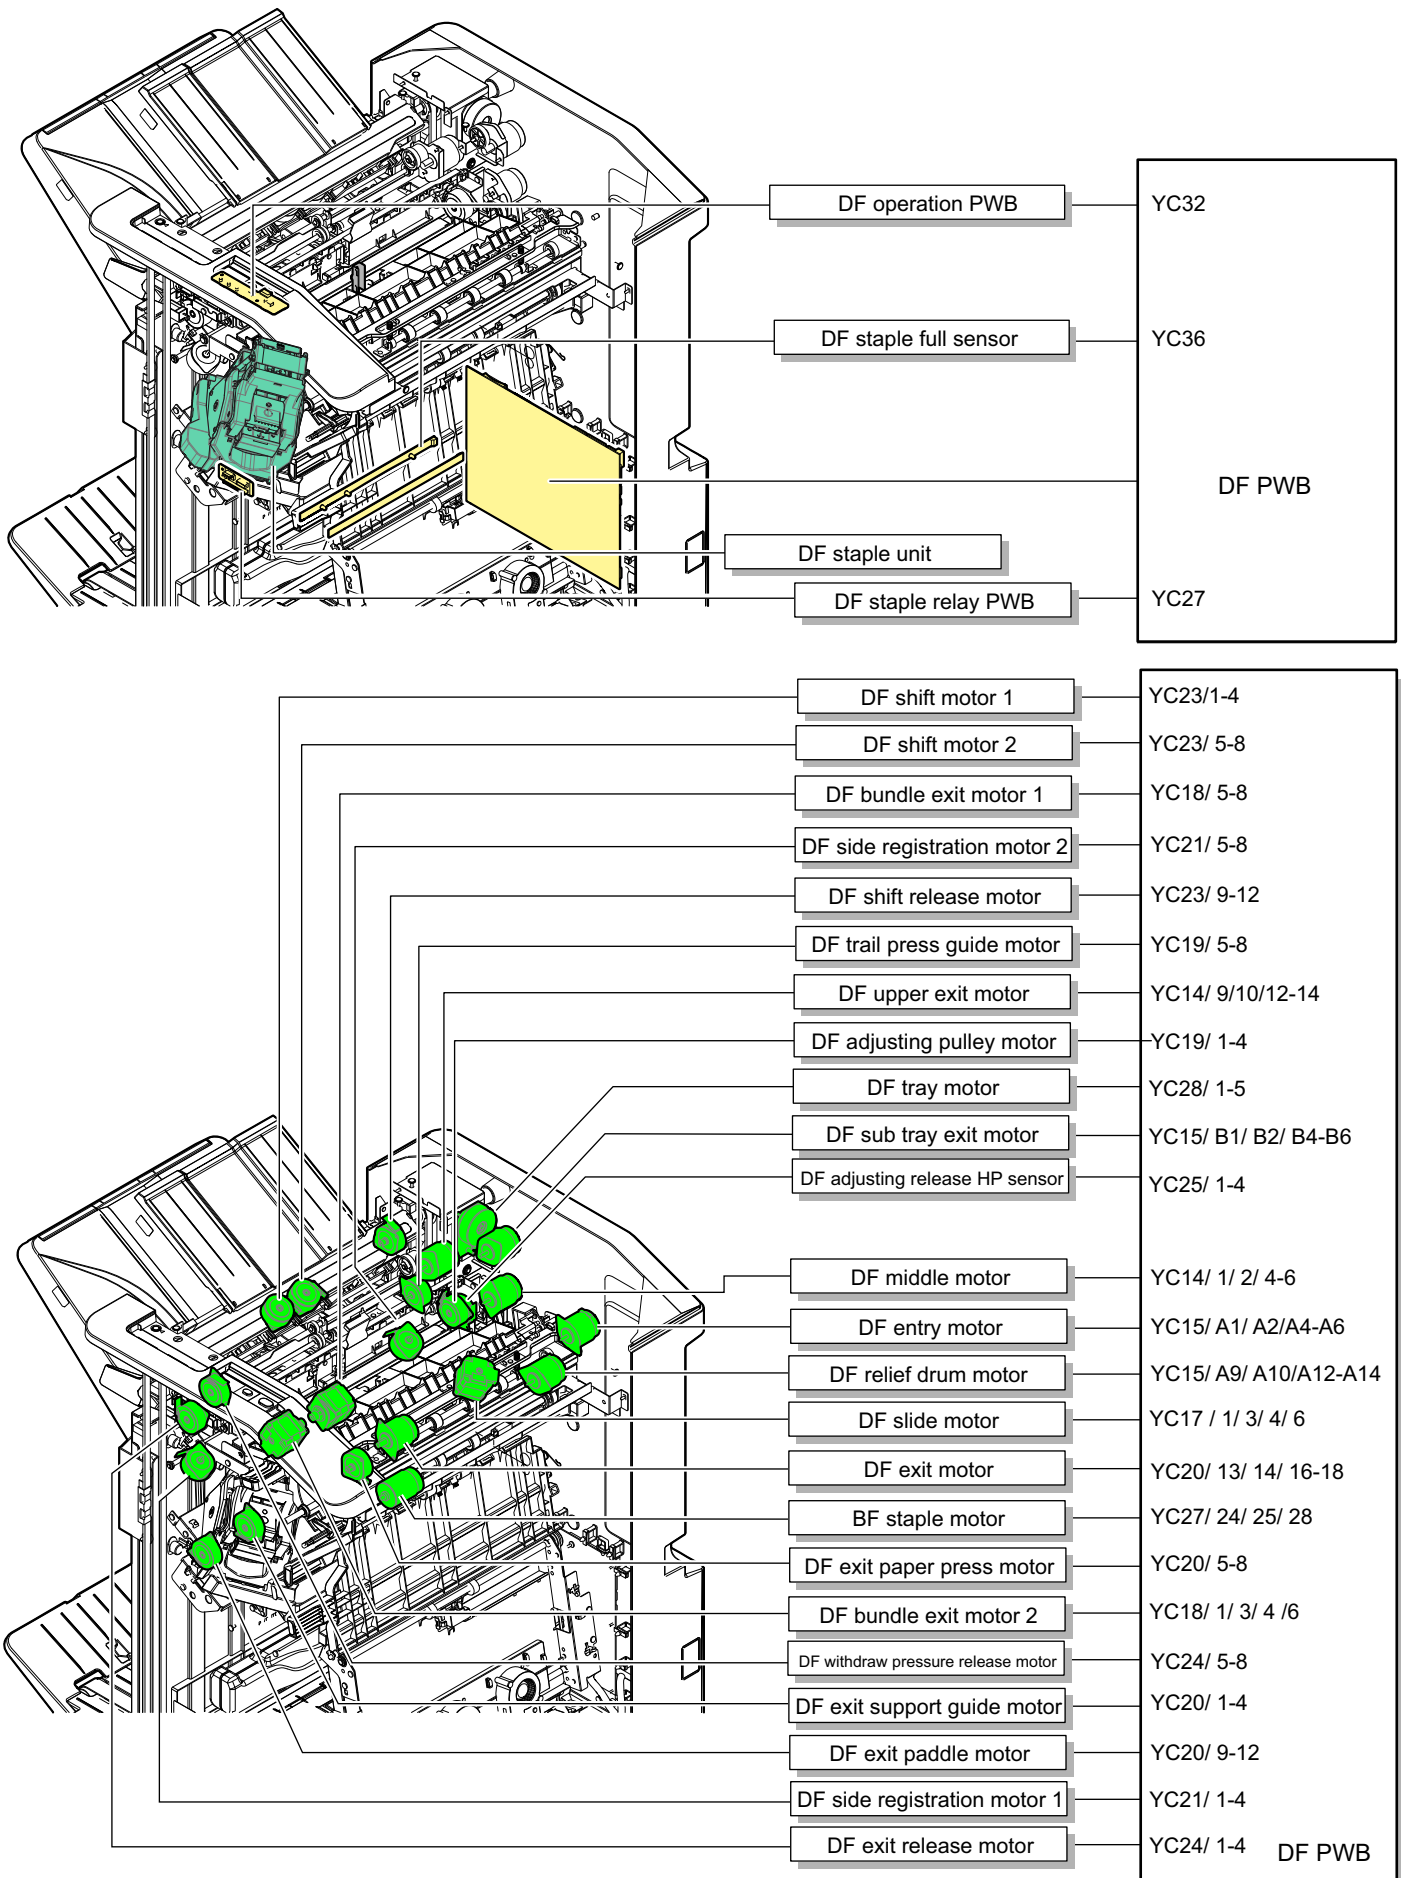 DF operation PWB YC32
DF staple full sensor YC36
DF PWB
DF staple unit
DF staple relay PWB YC27
DF shift motor 1 YC23/1-4
DF shift motor 2 YC23/ 5-8
DF bundle exit motor 1 YC18/ 5-8
DF side registration motor 2 YC21/ 5-8
DF shift release motor YC23/ 9-12
DF trail press guide motor YC19/ 5-8
DF upper exit motor YC14/ 9/10/12-14
DF adjusting pulley motor YC19/ 1-4
DF tray motor YC28/ 1-5
DF sub tray exit motor YC15/ B1/ B2/ B4-B6
DF adjusting release HP sensor YC25/ 1-4
DF middle motor YC14/ 1/ 2/ 4-6
DF entry motor YC15/ A1/ A2/A4-A6
DF relief drum motor YC15/ A9/ A10/A12-A14
DF slide motor YC17 / 1/ 3/ 4/ 6
DF exit motor YC20/ 13/ 14/ 16-18
BF staple motor YC27/ 24/ 25/ 28
DF exit paper press motor YC20/ 5-8
DF bundle exit motor 2 YC18/ 1/ 3/ 4 /6
DF withdraw pressure release motor YC24/ 5-8
DF exit support guide motor YC20/ 1-4
DF exit paddle motor YC20/ 9-12
DF side registration motor 1 YC21/ 1-4
DF exit release motor YC24/ 1-4
DF PWB